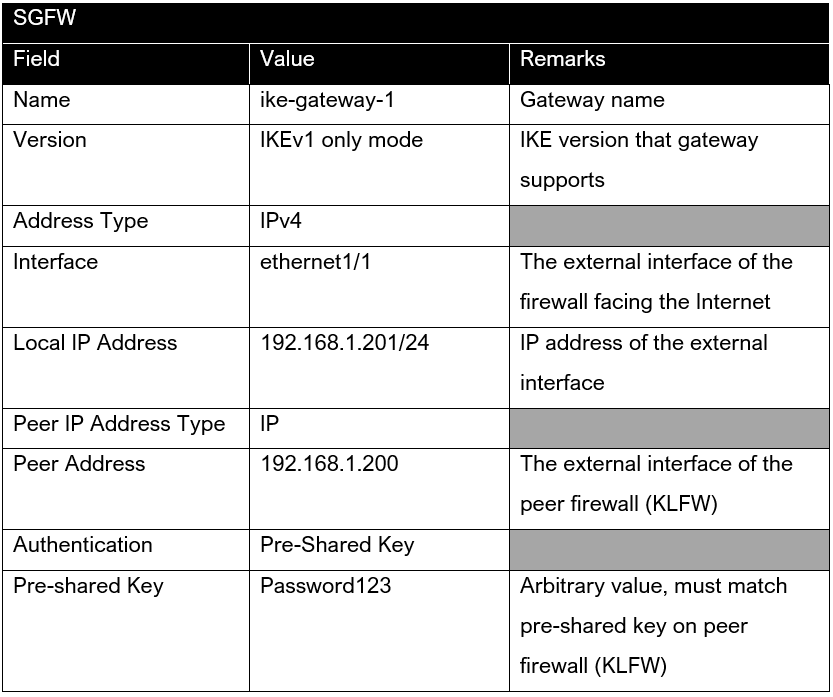 SGFW
Field Value Remarks
Name ike-gateway-1 Gateway name
Version IKEv1 only mode IKE version that gateway
supports
Address Type IPv4
Interface ethernet1/1 The external interface of the
firewall facing the Internet
Local IP Address 192.168.1.201/24 IP address of the external
interface
Peer IP Address Type IP
Peer Address 192.168.1.200 The external interface of the
peer firewall (KLFW)
Authentication Pre-Shared Key
Pre-shared Key Password123 Arbitrary value, must match
pre-shared key on peer
firewall (KLFW)